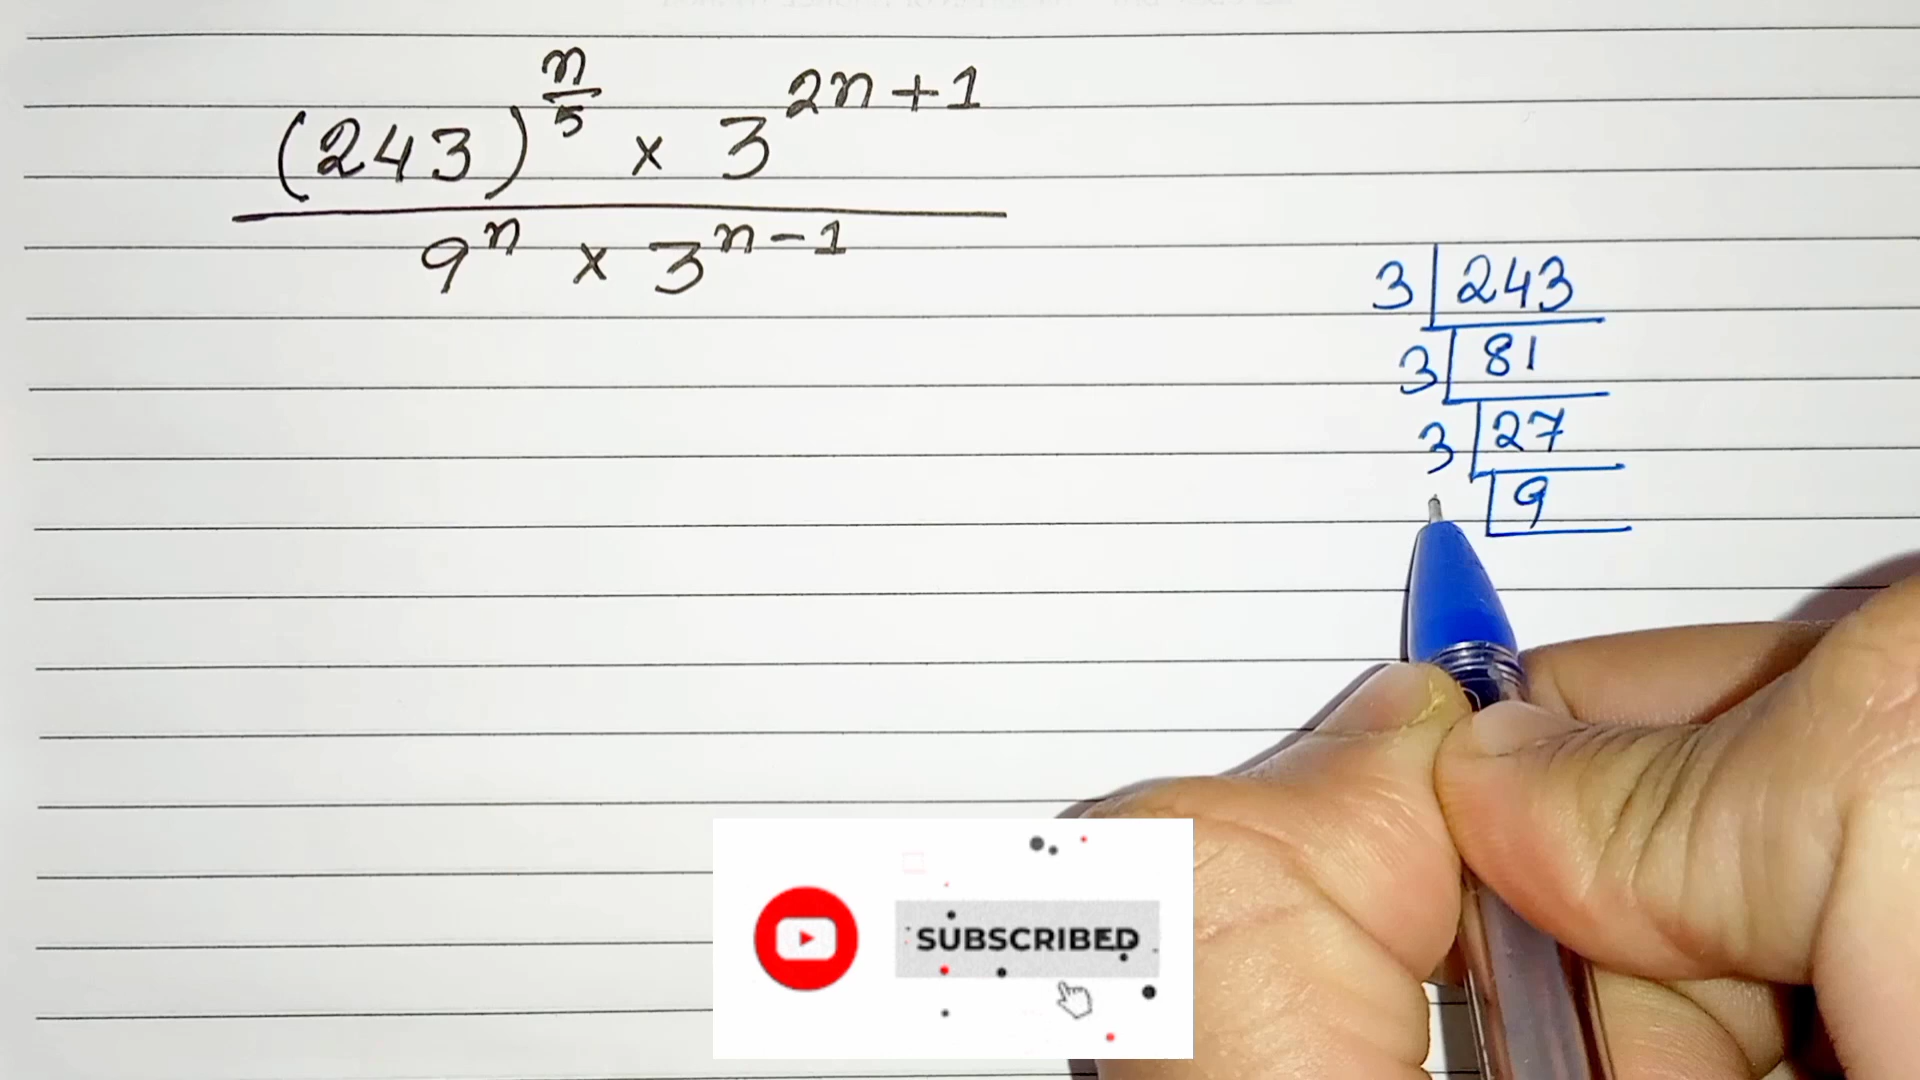 (243)^(n/5) × 3^(2n+1)
9^n × 3^(n-1)
3 | 243
3 | 81
3 | 27
9
SUBSCRIBED